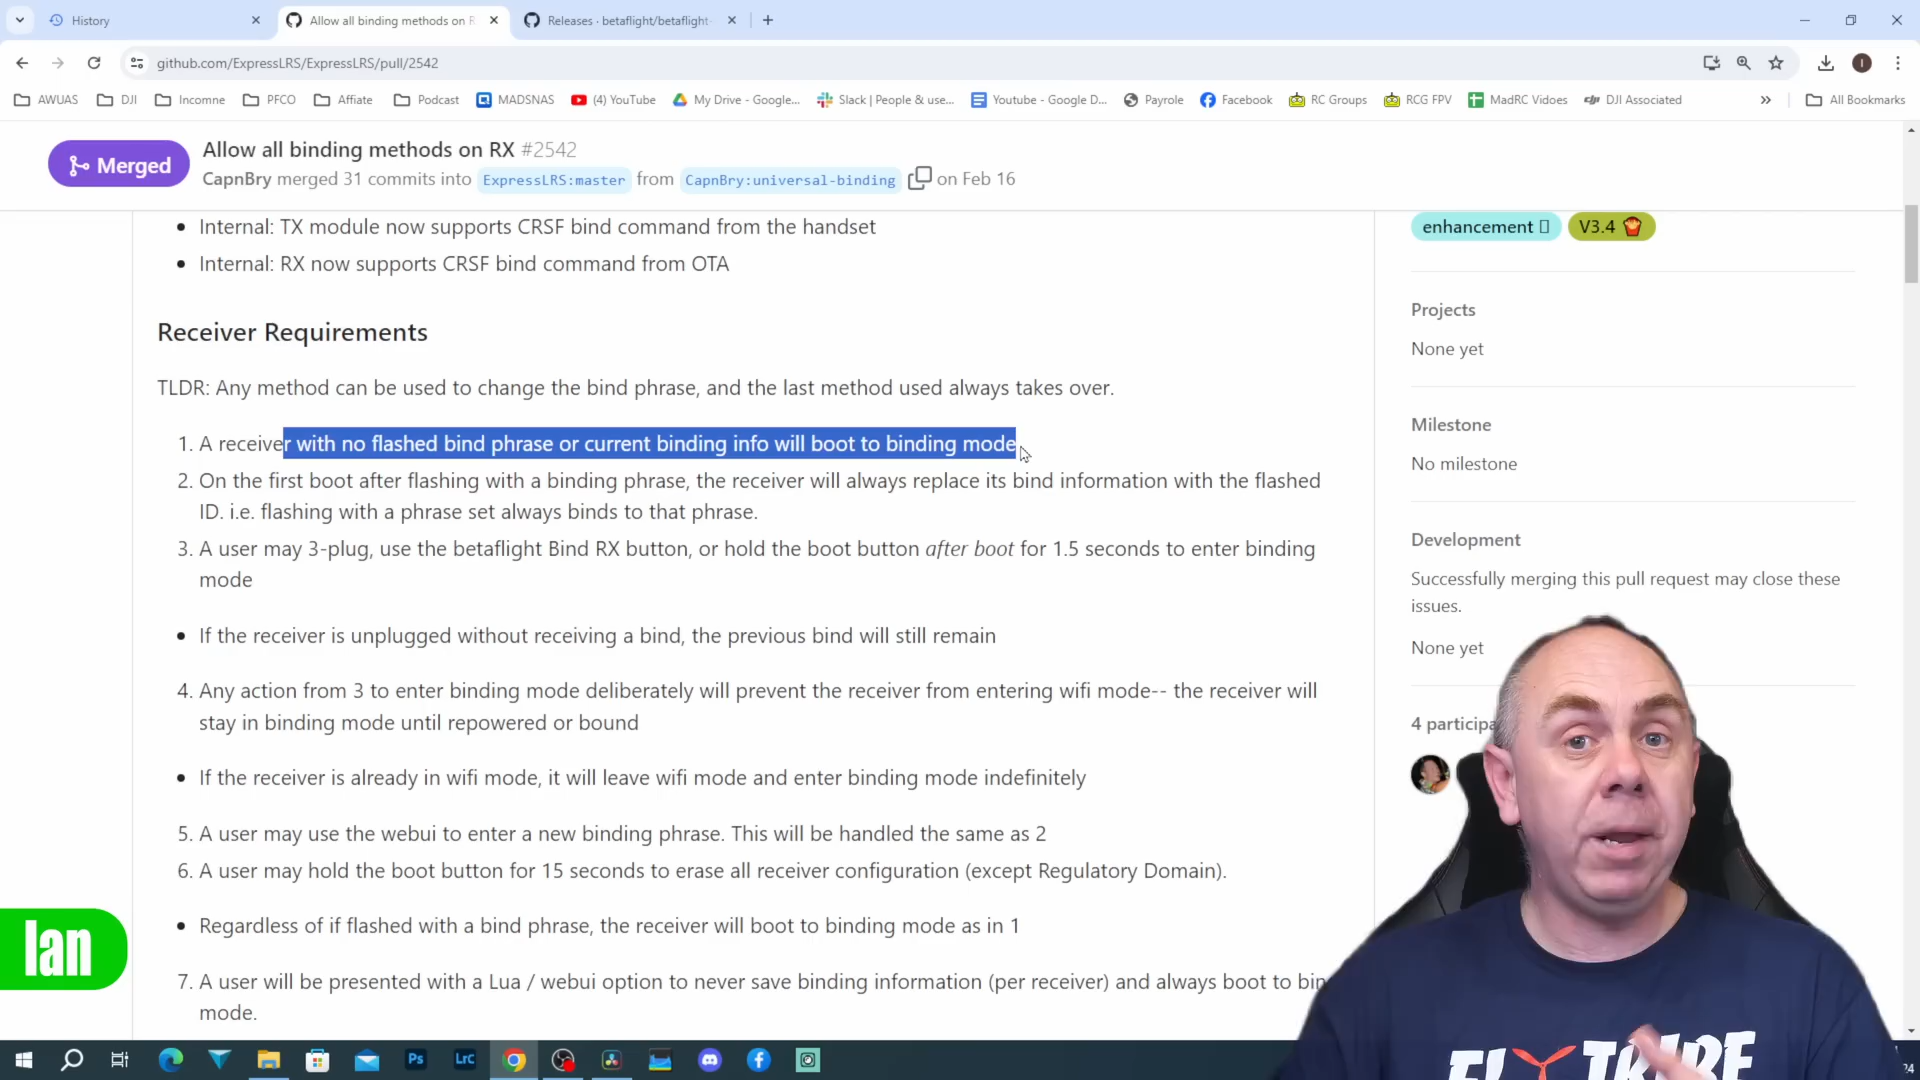 History
Allow all binding methods on R
Releases · betaflight/betaflight-
github.com/ExpressLRS/ExpressLRS/pull/2542
AWUAS
DJI
Incomne
PFCO
Affiate
Podcast
MADSNAS
(4) YouTube
My Drive - Google...
Slack | People & use...
Youtube - Google D...
Payrole
Facebook
RC Groups
RCG FPV
MadRC Vidoes
DJI Associated
»
All Bookmarks
Merged
Allow all binding methods on RX #2542
CapnBry merged 31 commits into ExpressLRS:master from CapnBry:universal-binding on Feb 16
• Internal: TX module now supports CRSF bind command from the handset
• Internal: RX now supports CRSF bind command from OTA
Receiver Requirements
TLDR: Any method can be used to change the bind phrase, and the last method used always takes over.
1. A receiver with no flashed bind phrase or current binding info will boot to binding mode
2. On the first boot after flashing with a binding phrase, the receiver will always replace its bind information with the flashed
ID. i.e. flashing with a phrase set always binds to that phrase.
3. A user may 3-plug, use the betaflight Bind RX button, or hold the boot button after boot for 1.5 seconds to enter binding
mode
• If the receiver is unplugged without receiving a bind, the previous bind will still remain
4. Any action from 3 to enter binding mode deliberately will prevent the receiver from entering wifi mode-- the receiver will
stay in binding mode until repowered or bound
• If the receiver is already in wifi mode, it will leave wifi mode and enter binding mode indefinitely
5. A user may use the webui to enter a new binding phrase. This will be handled the same as 2
6. A user may hold the boot button for 15 seconds to erase all receiver configuration (except Regulatory Domain).
• Regardless of if flashed with a bind phrase, the receiver will boot to binding mode as in 1
7. A user will be presented with a Lua / webui option to never save binding information (per receiver) and always boot to bin
mode.
enhancement
V3.4
Projects
None yet
Milestone
No milestone
Development
Successfully merging this pull request may close these
issues.
None yet
4 participa
Ian
Ps
LrC
FLY TRIBE
24